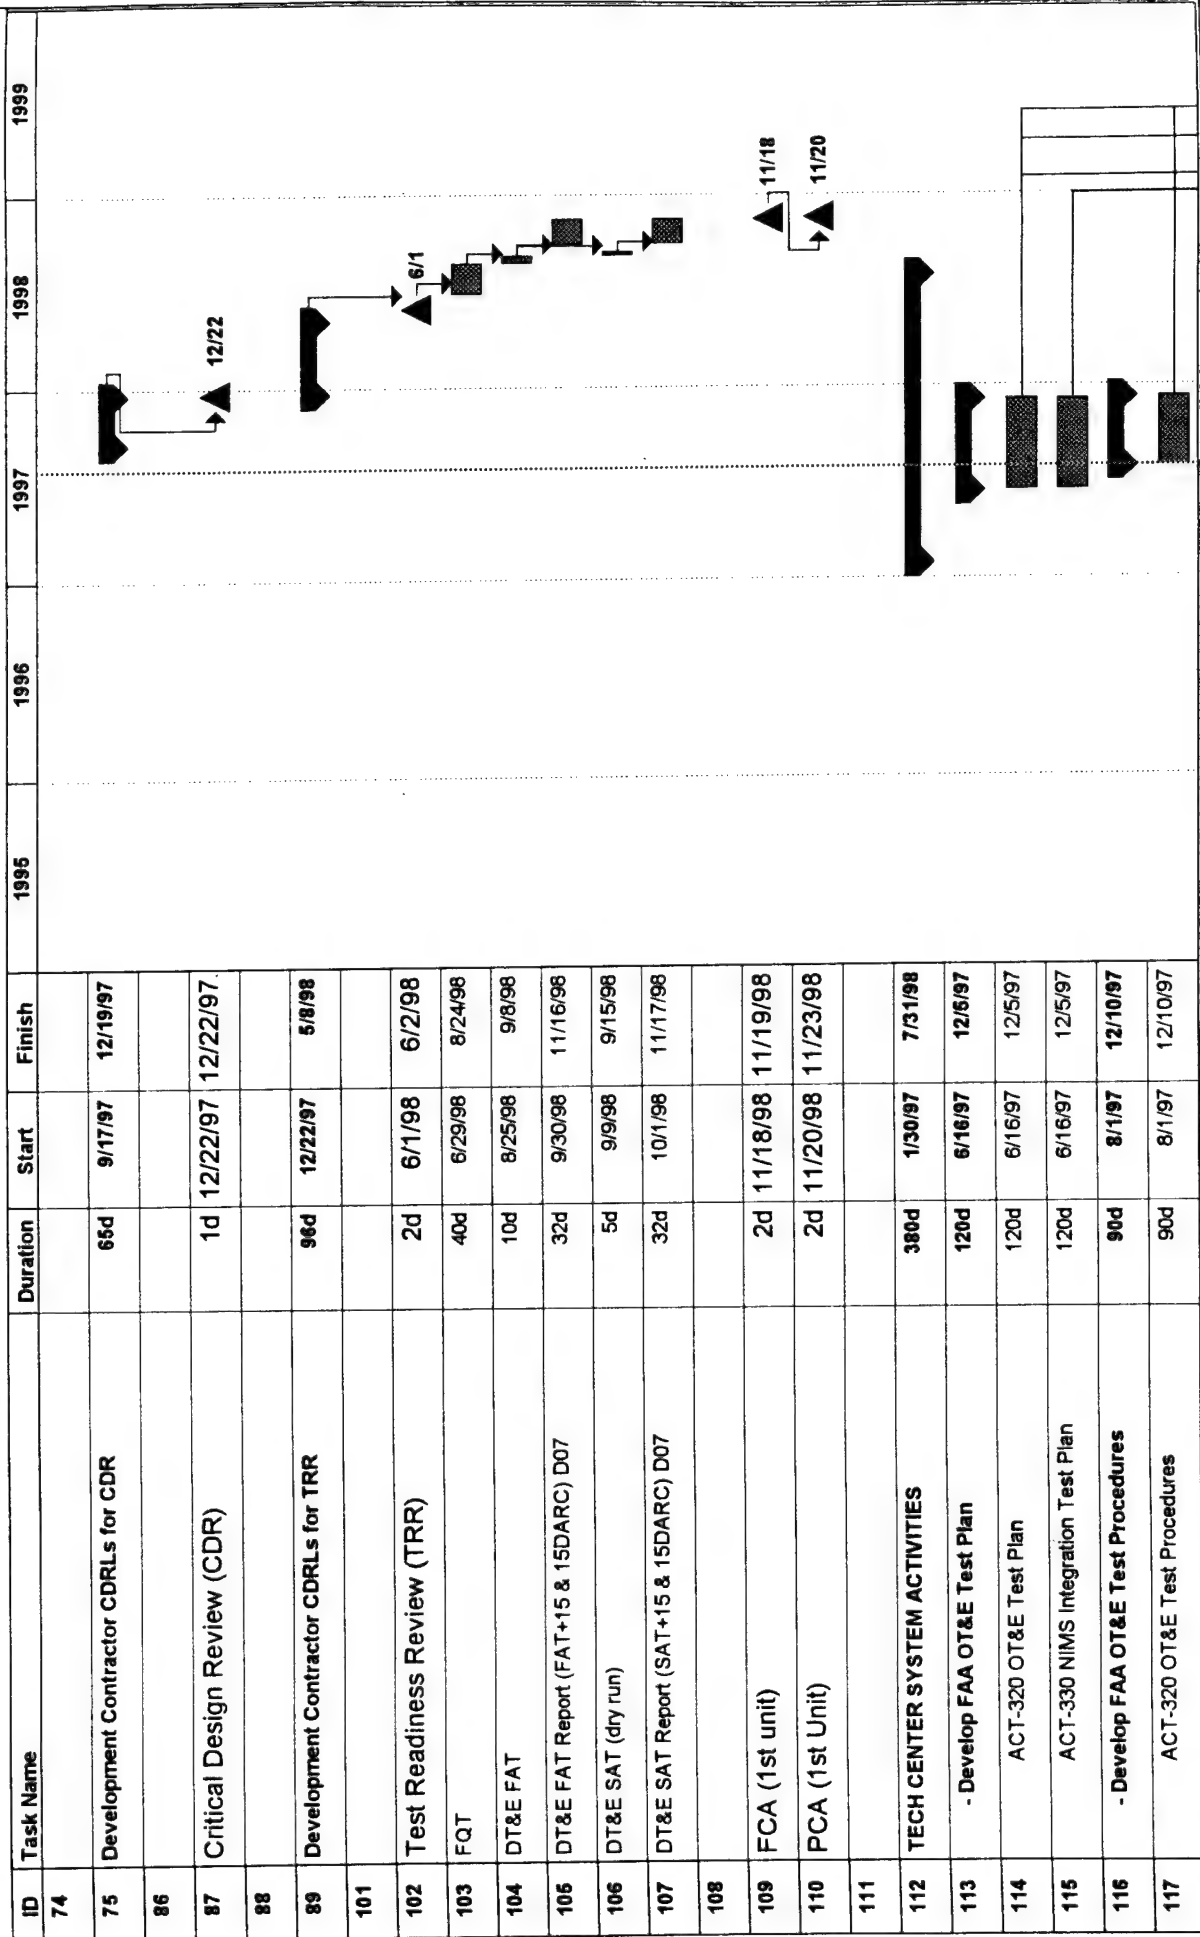 ID Task Name Duration Start Finish 1995 1996 1997 1998 1999
74
75 Development Contractor CDRLs for CDR 65d 9/17/97 12/19/97
86
87 Critical Design Review (CDR) 1d 12/22/97 12/22/97 12/22
88
89 Development Contractor CDRLs for TRR 96d 12/22/97 5/8/98
101
102 Test Readiness Review (TRR) 2d 6/1/98 6/2/98 6/1
103 FQT 40d 6/29/98 8/24/98
104 DT&E FAT 10d 8/25/98 9/8/98
105 DT&E FAT Report (FAT+15 & 15DARC) D07 32d 9/30/98 11/16/98
106 DT&E SAT (dry run) 5d 9/9/98 9/15/98
107 DT&E SAT Report (SAT+15 & 15DARC) D07 32d 10/1/98 11/17/98
108
109 FCA (1st unit) 2d 11/18/98 11/19/98 11/18
110 PCA (1st Unit) 2d 11/20/98 11/23/98 11/20
111
112 TECH CENTER SYSTEM ACTIVITIES 380d 1/30/97 7/31/98
113 - Develop FAA OT&E Test Plan 120d 6/16/97 12/5/97
114 ACT-320 OT&E Test Plan 120d 6/16/97 12/5/97
115 ACT-330 NIMS Integration Test Plan 120d 6/16/97 12/5/97
116 - Develop FAA OT&E Test Procedures 90d 8/1/97 12/10/97
117 ACT-320 OT&E Test Procedures 90d 8/1/97 12/10/97